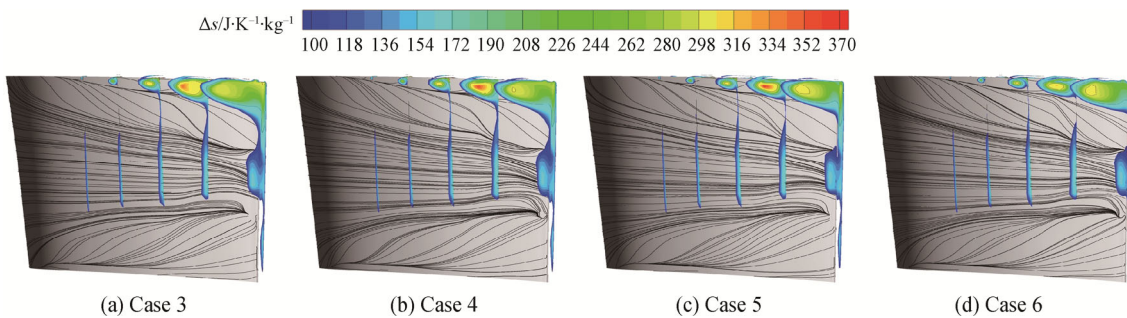 Δs/J·K⁻¹·kg⁻¹
100 118 136 154 172 190 208 226 244 262 280 298 316 334 352 370
(a) Case 3 (b) Case 4 (c) Case 5 (d) Case 6